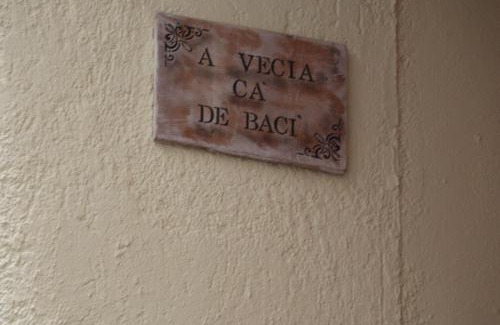 A VECIA
CA'
DE BACI'